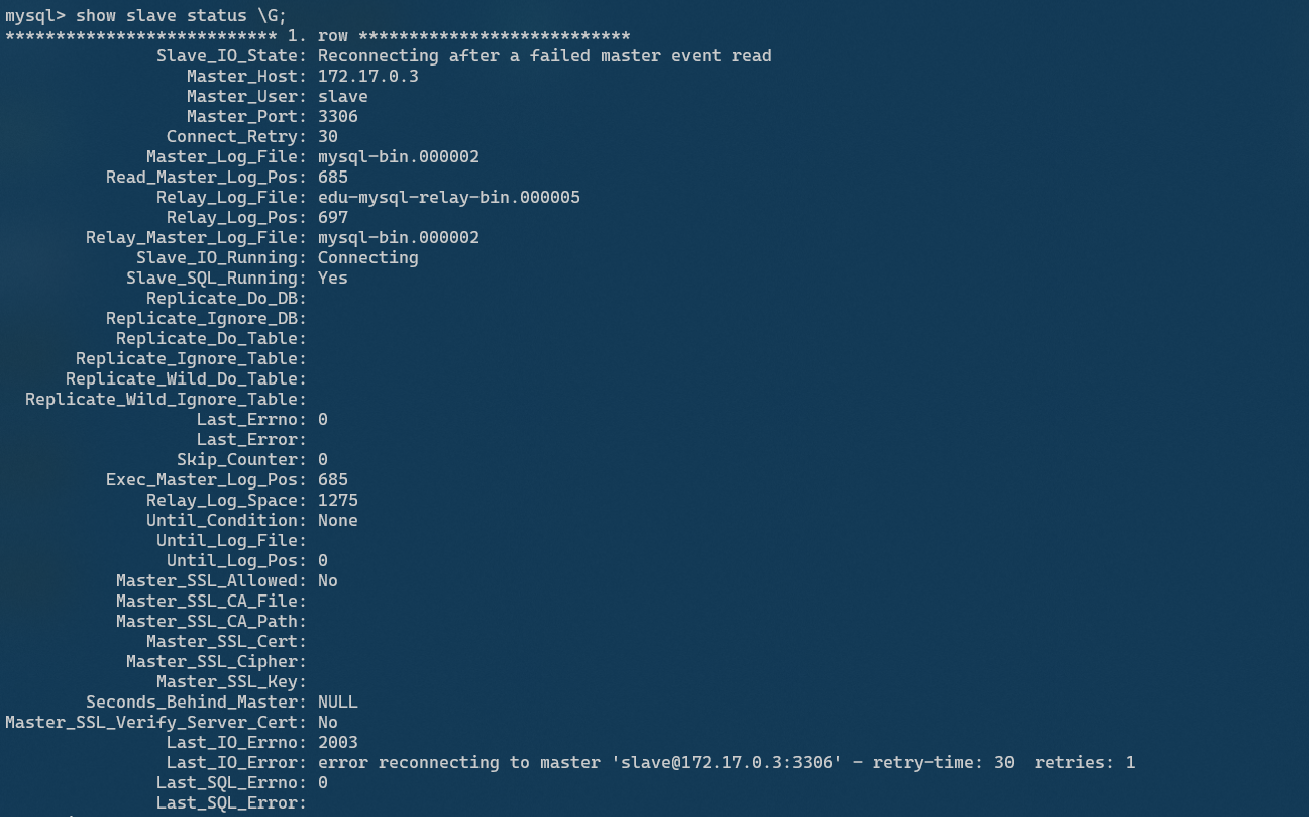 mysql> show slave status \G;
*************************** 1. row ***************************
Slave_IO_State: Reconnecting after a failed master event read
Master_Host: 172.17.0.3
Master_User: slave
Master_Port: 3306
Connect_Retry: 30
Master_Log_File: mysql-bin.000002
Read_Master_Log_Pos: 685
Relay_Log_File: edu-mysql-relay-bin.000005
Relay_Log_Pos: 697
Relay_Master_Log_File: mysql-bin.000002
Slave_IO_Running: Connecting
Slave_SQL_Running: Yes
Replicate_Do_DB:
Replicate_Ignore_DB:
Replicate_Do_Table:
Replicate_Ignore_Table:
Replicate_Wild_Do_Table:
Replicate_Wild_Ignore_Table:
Last_Errno: 0
Last_Error:
Skip_Counter: 0
Exec_Master_Log_Pos: 685
Relay_Log_Space: 1275
Until_Condition: None
Until_Log_File:
Until_Log_Pos: 0
Master_SSL_Allowed: No
Master_SSL_CA_File:
Master_SSL_CA_Path:
Master_SSL_Cert:
Master_SSL_Cipher:
Master_SSL_Key:
Seconds_Behind_Master: NULL
Master_SSL_Verify_Server_Cert: No
Last_IO_Errno: 2003
Last_IO_Error: error reconnecting to master 'slave@172.17.0.3:3306' - retry-time: 30  retries: 1
Last_SQL_Errno: 0
Last_SQL_Error: